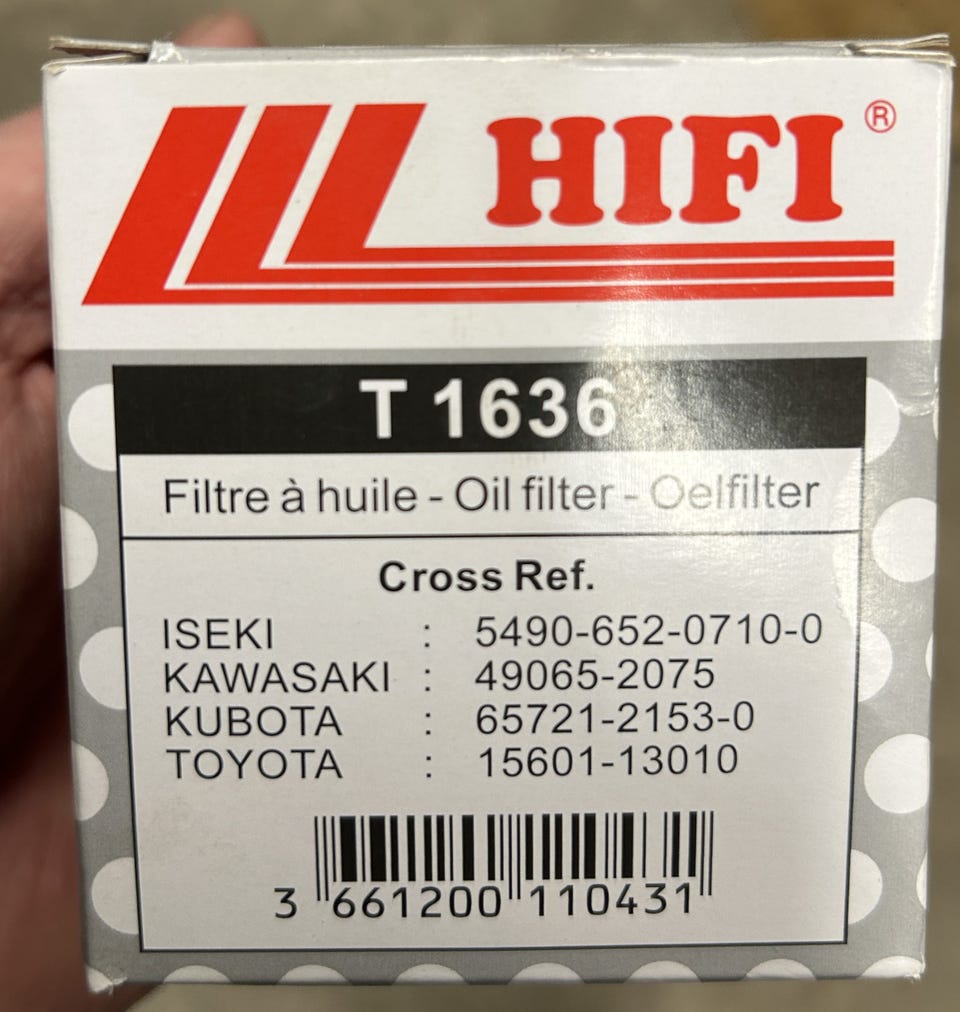 HIFI ®
T 1636
Filtre à huile - Oil filter - Oelfilter
Cross Ref.
ISEKI : 5490-652-0710-0
KAWASAKI : 49065-2075
KUBOTA : 65721-2153-0
TOYOTA : 15601-13010
3 661200 110431